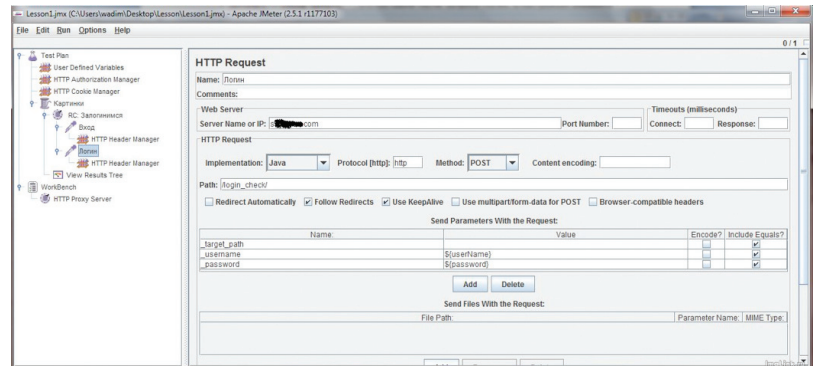 Lesson1.jmx (C:\Users\wadim\Desktop\Lesson\Lesson1.jmx) - Apache JMeter (2.5.1 r1177103)
File Edit Run Options Help
0 / 1
Test Plan
User Defined Variables
HTTP Authorization Manager
HTTP Cookie Manager
Картинки
RC: Залогинимся
Вход
HTTP Header Manager
Логин
HTTP Header Manager
View Results Tree
WorkBench
HTTP Proxy Server
HTTP Request
Name: Логин
Comments:
Web Server
Server Name or IP: s com Port Number:
Timeouts (milliseconds)
Connect: Response:
HTTP Request
Implementation: Java Protocol [http]: http Method: POST Content encoding:
Path: /login_check/
Redirect Automatically Follow Redirects Use KeepAlive Use multipart/form-data for POST Browser-compatible headers
Send Parameters With the Request:
Name: Value Encode? Include Equals?
_target_path
_username ${userName}
_password ${password}
Add Delete
Send Files With the Request:
File Path: Parameter Name: MIME Type: